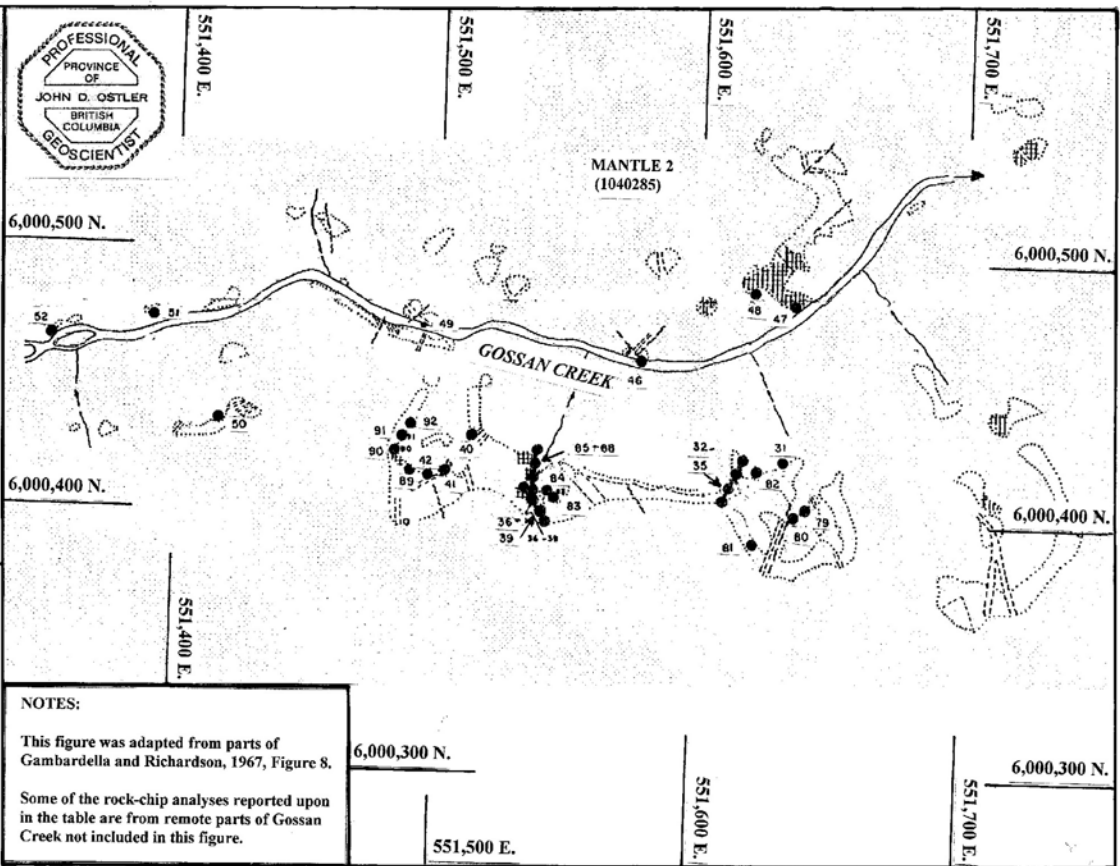 PROFESSIONAL
PROVINCE
OF
JOHN D. OSTLER
BRITISH
COLUMBIA
GEOSCIENTIST
551,400 E.
551,500 E.
551,600 E.
551,700 E.
MANTLE 2
(1040285)
6,000,500 N.
6,000,500 N.
52
51
49
48
47
GOSSAN CREEK
46
50
91
92
90
91
90
42
89
41
40
85-88
84
83
36-
39
36-39
32-
35
31
82
79
80
81
6,000,400 N.
6,000,400 N.
551,400 E.
NOTES:
This figure was adapted from parts of
Gambardella and Richardson, 1967, Figure 8.
Some of the rock-chip analyses reported upon
in the table are from remote parts of Gossan
Creek not included in this figure.
6,000,300 N.
551,500 E.
551,600 E.
551,700 E.
6,000,300 N.